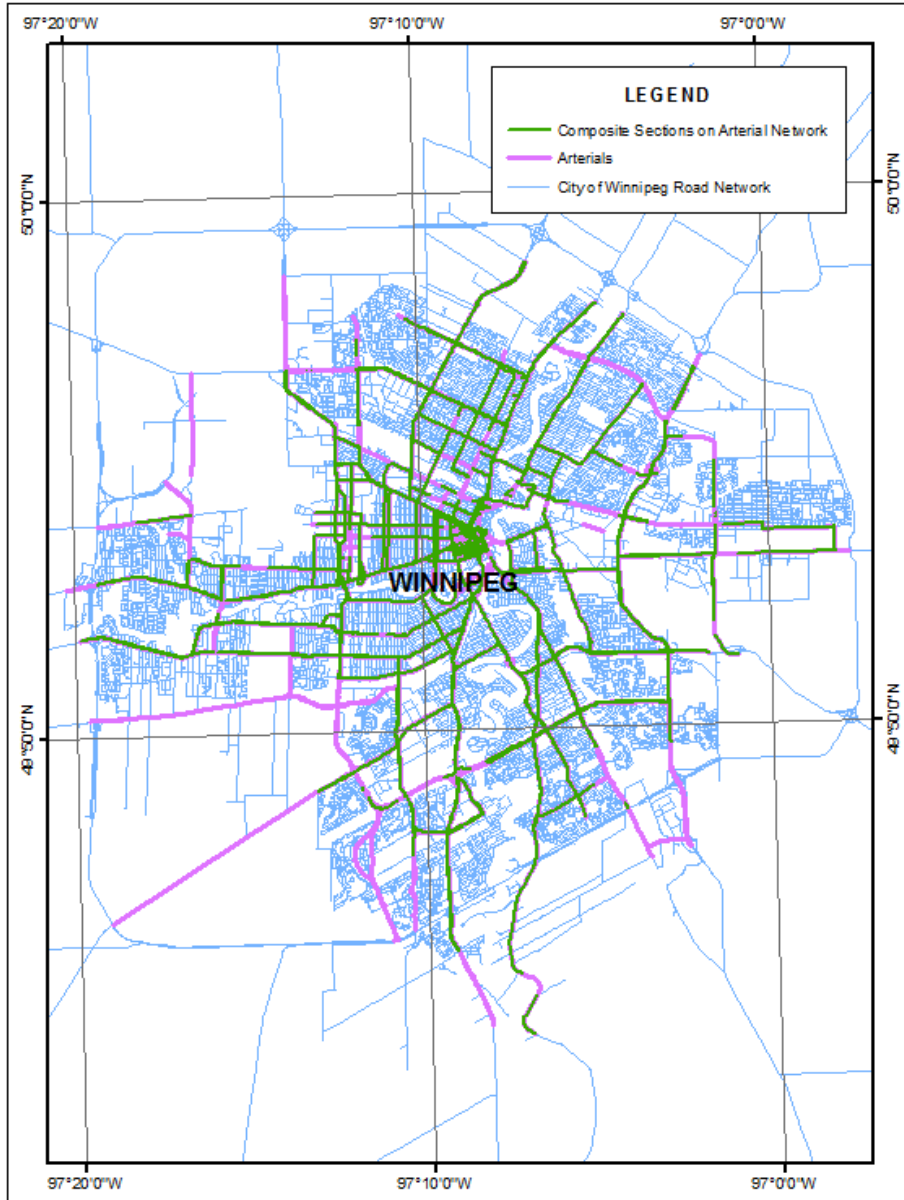 97°20'0"W 97°10'0"W 97°0'0"W
LEGEND
Composite Sections on Arterial Network
Arterials
City of Winnipeg Road Network
50°0'0"N
50°0'0"N
WINNIPEG
49°50'0"N
49°50'0"N
97°20'0"W 97°10'0"W 97°0'0"W